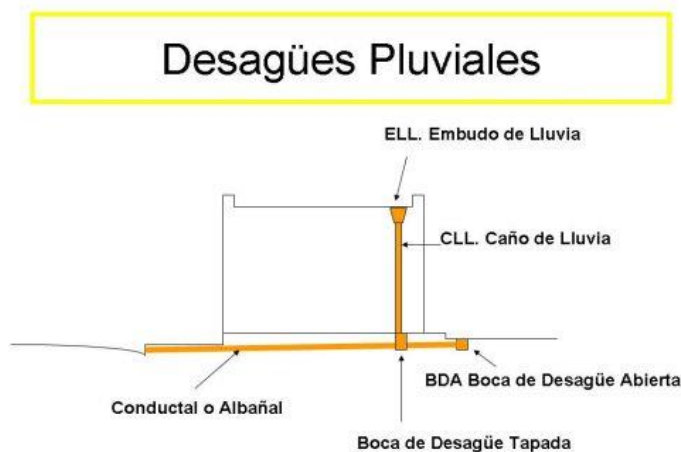 Desagües Pluviales
ELL. Embudo de Lluvia
CLL. Caño de Lluvia
BDA Boca de Desagüe Abierta
Conductal o Albañal
Boca de Desagüe Tapada